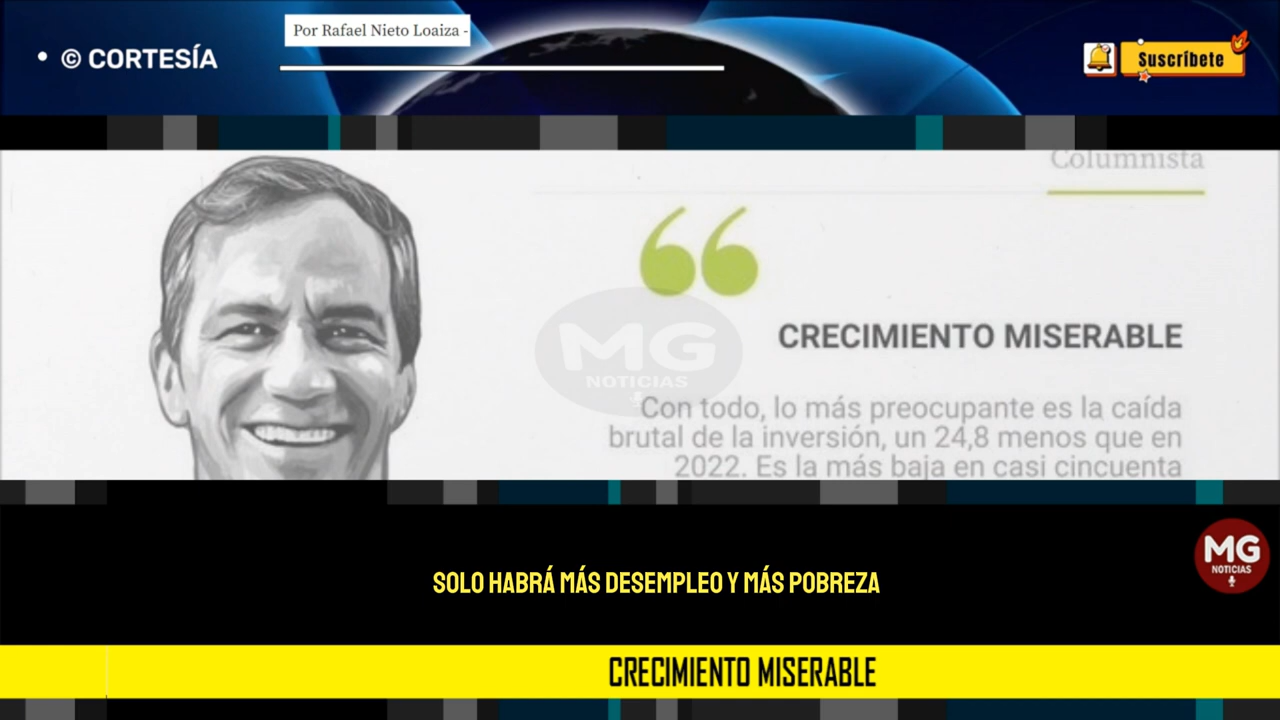 Por Rafael Nieto Loaiza -
• © CORTESÍA
Suscríbete
Columnista
“
CRECIMIENTO MISERABLE
MG
NOTICIAS
Con todo, lo más preocupante es la caída
brutal de la inversión, un 24,8 menos que en
2022. Es la más baja en casi cincuenta
MG
NOTICIAS
SOLO HABRÁ MÁS DESEMPLEO Y MÁS POBREZA
CRECIMIENTO MISERABLE